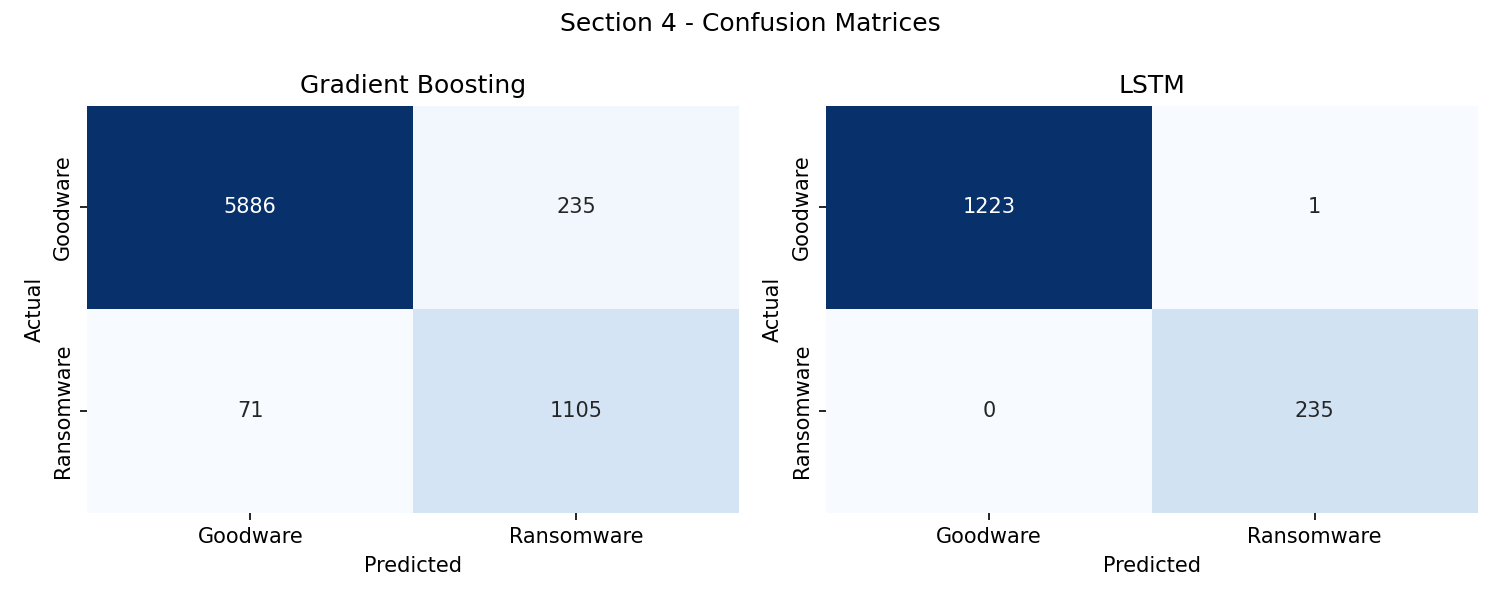 Section 4 - Confusion Matrices
Gradient Boosting
Actual
Goodware
Ransomware
5886
235
71
1105
Goodware
Ransomware
Predicted
LSTM
Actual
Goodware
Ransomware
1223
1
0
235
Goodware
Ransomware
Predicted